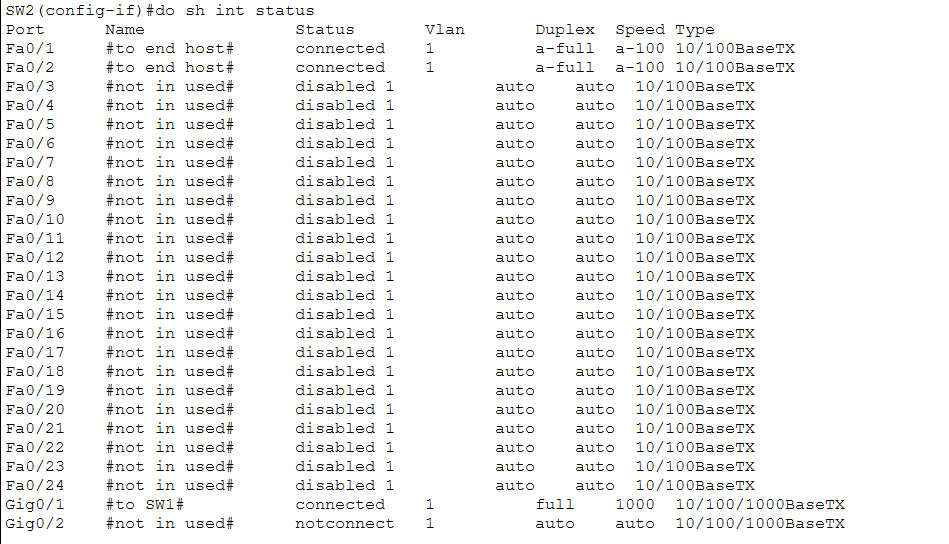 SW2(config-if)#do sh int status
Port      Name               Status       Vlan          Duplex  Speed Type
Fa0/1     #to end host#      connected    1             a-full  a-100 10/100BaseTX
Fa0/2     #to end host#      connected    1             a-full  a-100 10/100BaseTX
Fa0/3     #not in used#      disabled 1          auto    auto  10/100BaseTX
Fa0/4     #not in used#      disabled 1          auto    auto  10/100BaseTX
Fa0/5     #not in used#      disabled 1          auto    auto  10/100BaseTX
Fa0/6     #not in used#      disabled 1          auto    auto  10/100BaseTX
Fa0/7     #not in used#      disabled 1          auto    auto  10/100BaseTX
Fa0/8     #not in used#      disabled 1          auto    auto  10/100BaseTX
Fa0/9     #not in used#      disabled 1          auto    auto  10/100BaseTX
Fa0/10    #not in used#      disabled 1          auto    auto  10/100BaseTX
Fa0/11    #not in used#      disabled 1          auto    auto  10/100BaseTX
Fa0/12    #not in used#      disabled 1          auto    auto  10/100BaseTX
Fa0/13    #not in used#      disabled 1          auto    auto  10/100BaseTX
Fa0/14    #not in used#      disabled 1          auto    auto  10/100BaseTX
Fa0/15    #not in used#      disabled 1          auto    auto  10/100BaseTX
Fa0/16    #not in used#      disabled 1          auto    auto  10/100BaseTX
Fa0/17    #not in used#      disabled 1          auto    auto  10/100BaseTX
Fa0/18    #not in used#      disabled 1          auto    auto  10/100BaseTX
Fa0/19    #not in used#      disabled 1          auto    auto  10/100BaseTX
Fa0/20    #not in used#      disabled 1          auto    auto  10/100BaseTX
Fa0/21    #not in used#      disabled 1          auto    auto  10/100BaseTX
Fa0/22    #not in used#      disabled 1          auto    auto  10/100BaseTX
Fa0/23    #not in used#      disabled 1          auto    auto  10/100BaseTX
Fa0/24    #not in used#      disabled 1          auto    auto  10/100BaseTX
Gig0/1    #to SW1#           connected    1          full    1000  10/100/1000BaseTX
Gig0/2    #not in used#      notconnect   1          auto    auto  10/100/1000BaseTX